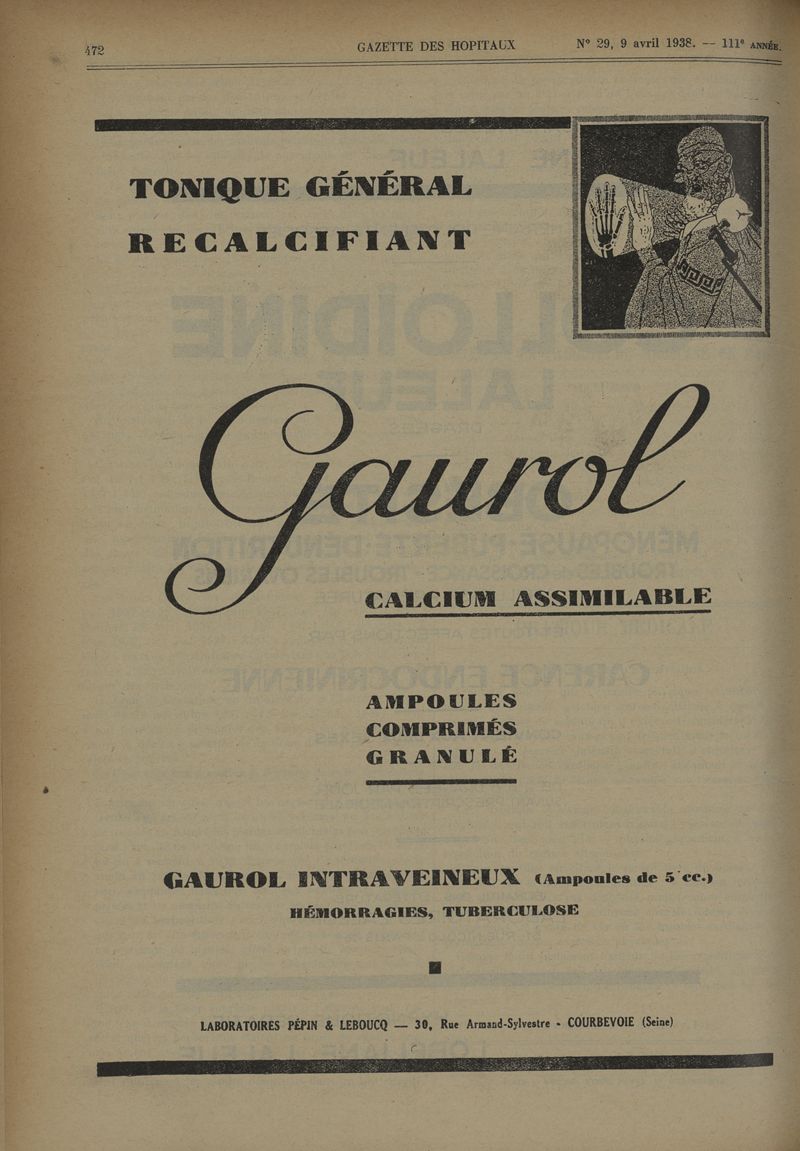 472
GAZETTE DES HOPITAUX
N° 29, 9 avril 1938. — 111e ANNÉE.
TONIQUE GÉNÉRAL
RECALCIFIANT
Gaurol
CALCIUM ASSIMILABLE
AMPOULES
COMPRIMÉS
GRANULÉ
GAUROL INTRAVEINEUX (Ampoules de 5 cc.)
HÉMORRAGIES, TUBERCULOSE
LABORATOIRES PÉPIN & LEBOUCQ — 30, Rue Armand-Sylvestre - COURBEVOIE (Seine)